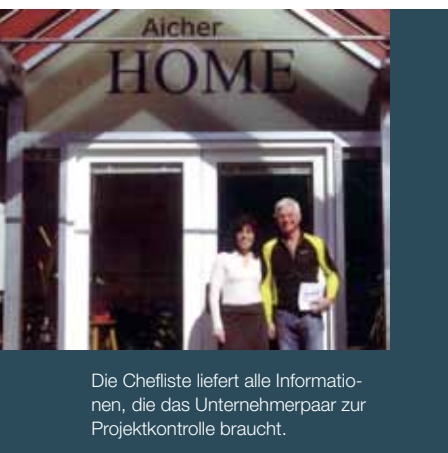 Aicher
HOME
Die Chefliste liefert alle Informatio-
nen, die das Unternehmerpaar zur
Projektkontrolle braucht.